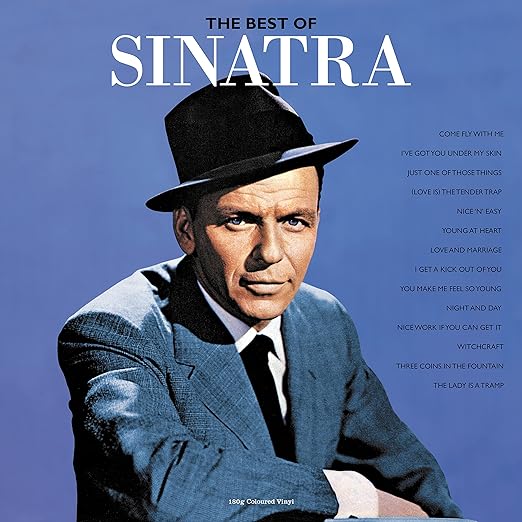 THE BEST OF
SINATRA
COME FLY WITH ME
I'VE GOT YOU UNDER MY SKIN
JUST ONE OF THOSE THINGS
(LOVE IS) THE TENDER TRAP
NICE 'N' EASY
YOUNG AT HEART
LOVE AND MARRIAGE
I GET A KICK OUT OF YOU
YOU MAKE ME FEEL SO YOUNG
NIGHT AND DAY
NICE WORK IF YOU CAN GET IT
WITCHCRAFT
THREE COINS IN THE FOUNTAIN
THE LADY IS A TRAMP
180g Coloured Vinyl